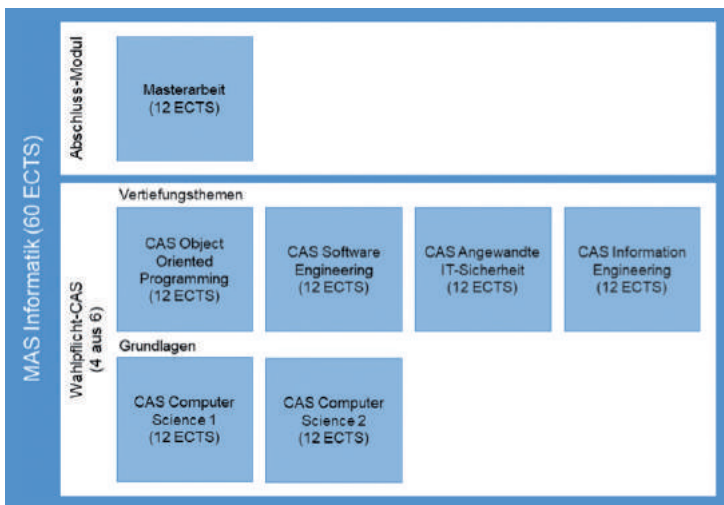 MAS Informatik (60 ECTS)
Abschluss-Modul
Masterarbeit
(12 ECTS)
Wahlpflicht-CAS
(4 aus 6)
Vertiefungsthemen
CAS Object
Oriented
Programming
(12 ECTS)
CAS Software
Engineering
(12 ECTS)
CAS Angewandte
IT-Sicherheit
(12 ECTS)
CAS Information
Engineering
(12 ECTS)
Grundlagen
CAS Computer
Science 1
(12 ECTS)
CAS Computer
Science 2
(12 ECTS)